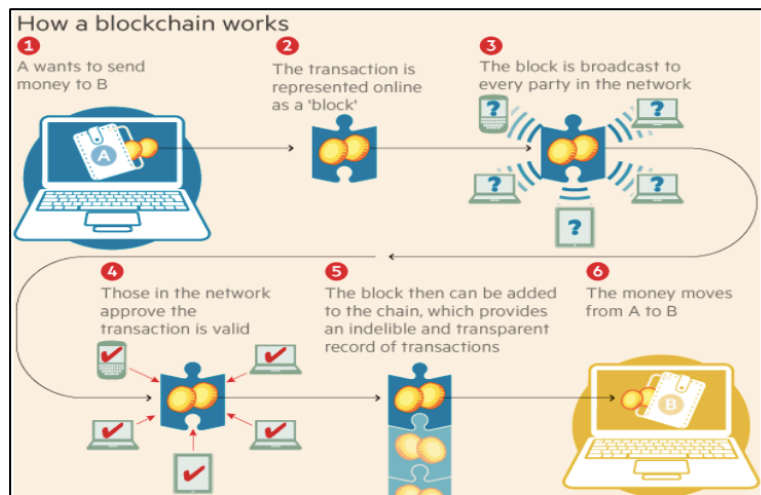 How a blockchain works
1
A wants to send
money to B
A
2
The transaction is
represented online
as a 'block'
3
The block is broadcast to
every party in the network
?
?
?
?
?
4
Those in the network
approve the
transaction is valid
5
The block then can be added
to the chain, which provides
an indelible and transparent
record of transactions
6
The money moves
from A to B
B